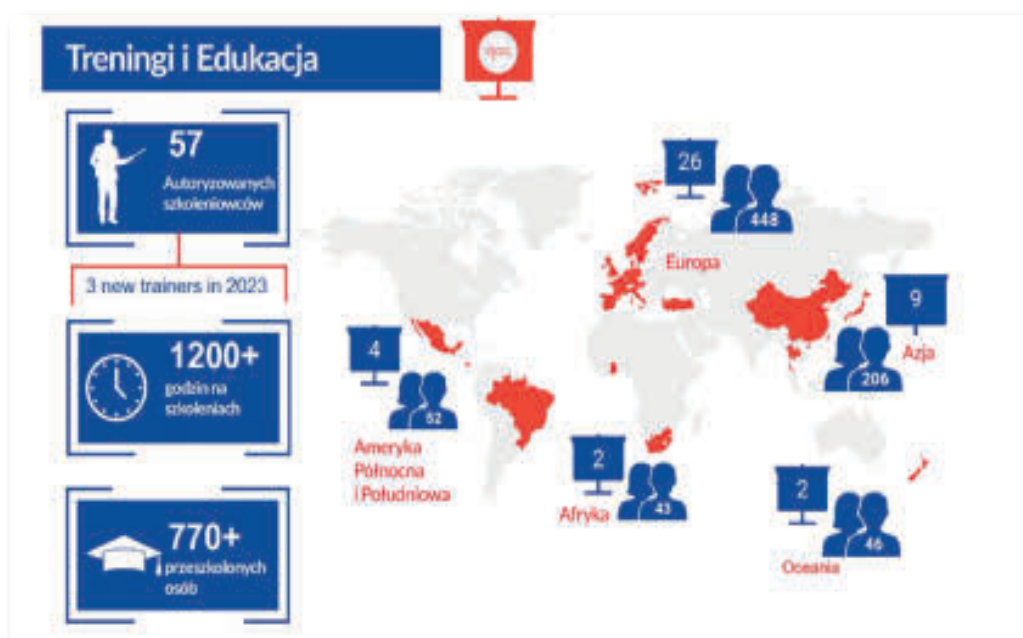 Treningi i Edukacja
57
Autoryzowanych
szkoleniowców
3 new trainers in 2023
1200+
godzin na
szkoleniach
770+
przeszkolonych
osób
26
448
Europa
9
206
Azja
4
52
Ameryka
Północna
i Południowa
2
43
Afryka
2
46
Oceania